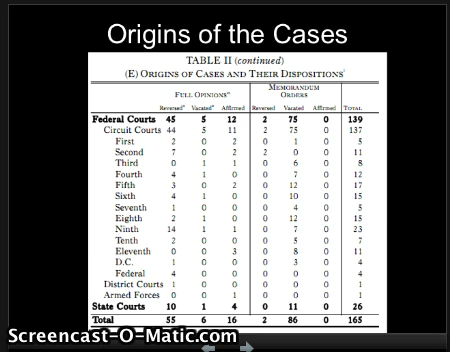 Origins of the Cases
TABLE II (continued)
(E) ORIGINS OF CASES AND THEIR DISPOSITIONS
FULL OPINIONS MEMORANDUM ORDERS
Reversed Vacated Affirmed Reversed Vacated Affirmed TOTAL
Federal Courts 45 5 12 2 75 0 139
Circuit Courts 44 5 11 2 75 0 137
First 2 0 2 0 1 0 5
Second 7 0 2 2 0 0 11
Third 0 1 1 0 6 0 8
Fourth 4 1 0 0 7 0 12
Fifth 3 0 2 0 12 0 17
Sixth 4 1 0 0 10 0 15
Seventh 1 0 0 0 4 0 5
Eighth 2 1 0 0 12 0 15
Ninth 14 1 1 0 7 0 23
Tenth 2 0 0 0 5 0 7
Eleventh 0 0 3 0 8 0 11
D.C. 1 0 0 0 3 0 4
Federal 4 0 0 0 0 0 4
District Courts 1 0 0 0 0 0 1
Armed Forces 0 0 1 0 0 0 1
State Courts 10 1 4 0 11 0 26
Total 55 6 16 2 86 0 165
Screencast-O-Matic.com